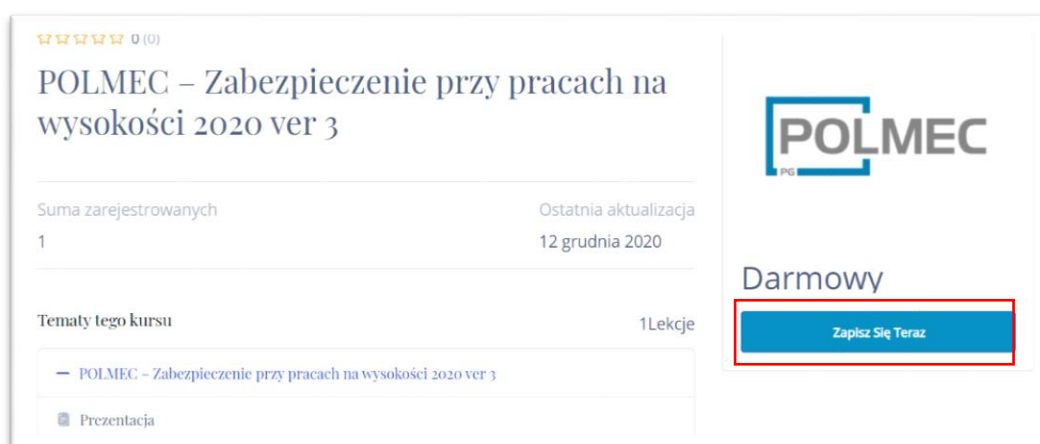 0 (0)
POLMEC – Zabezpieczenie przy pracach na
wysokości 2020 ver 3
Suma zarejestrowanych
1
Ostatnia aktualizacja
12 grudnia 2020
Tematy tego kursu
1Lekcje
— POLMEC – Zabezpieczenie przy pracach na wysokości 2020 ver 3
Prezentacja
POLMEC
PG
Darmowy
Zapisz Się Teraz